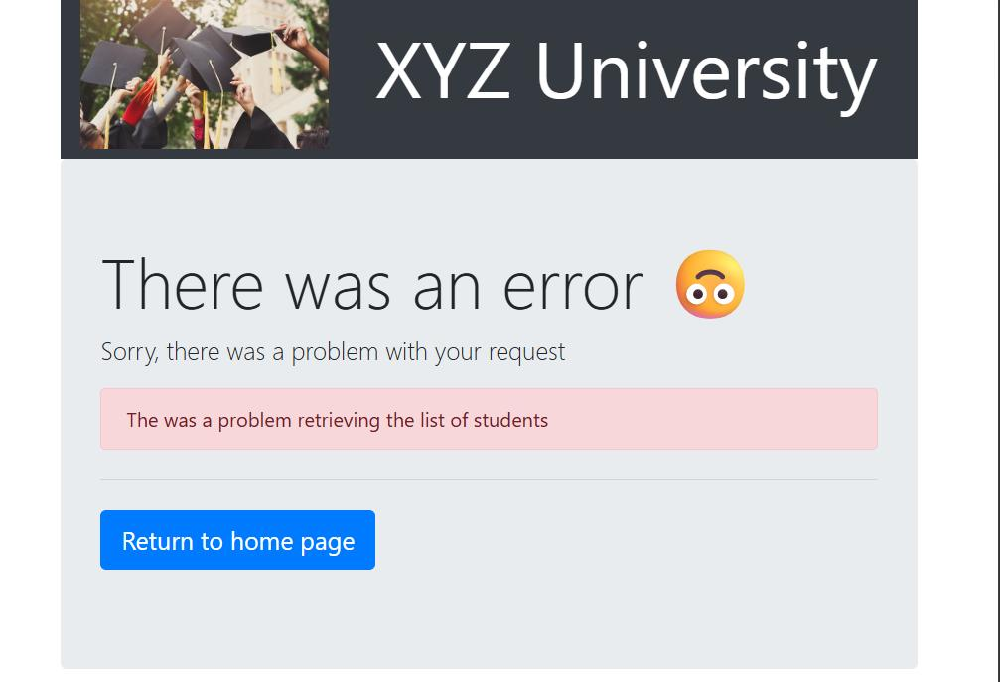 XYZ University
There was an error 🙃
Sorry, there was a problem with your request
The was a problem retrieving the list of students
Return to home page